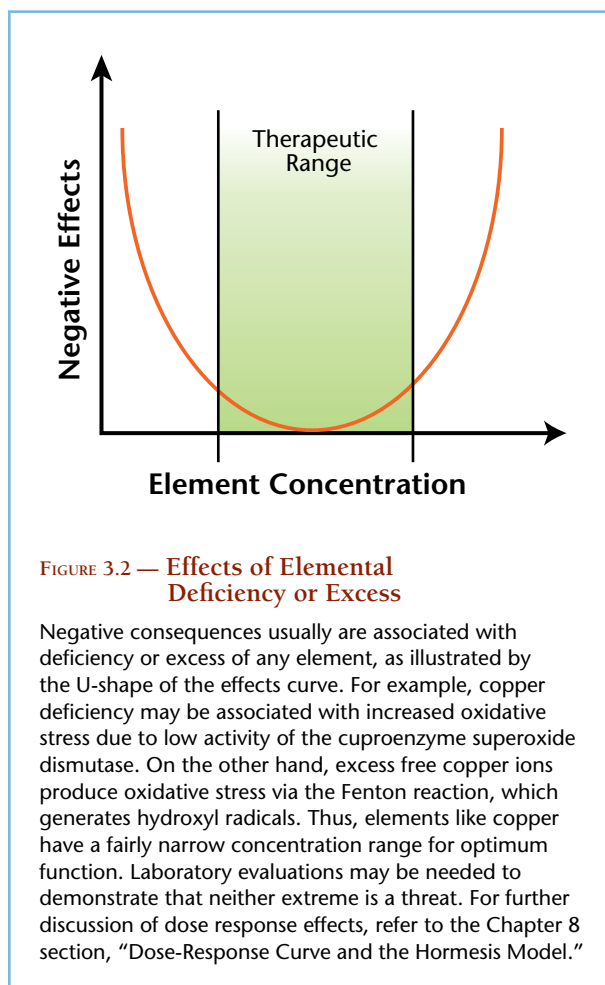 Negative Effects
Therapeutic
Range
Element Concentration
FIGURE 3.2 — Effects of Elemental
Deficiency or Excess
Negative consequences usually are associated with
deficiency or excess of any element, as illustrated by
the U-shape of the effects curve. For example, copper
deficiency may be associated with increased oxidative
stress due to low activity of the cuproenzyme superoxide
dismutase. On the other hand, excess free copper ions
produce oxidative stress via the Fenton reaction, which
generates hydroxyl radicals. Thus, elements like copper
have a fairly narrow concentration range for optimum
function. Laboratory evaluations may be needed to
demonstrate that neither extreme is a threat. For further
discussion of dose response effects, refer to the Chapter 8
section, “Dose-Response Curve and the Hormesis Model.”